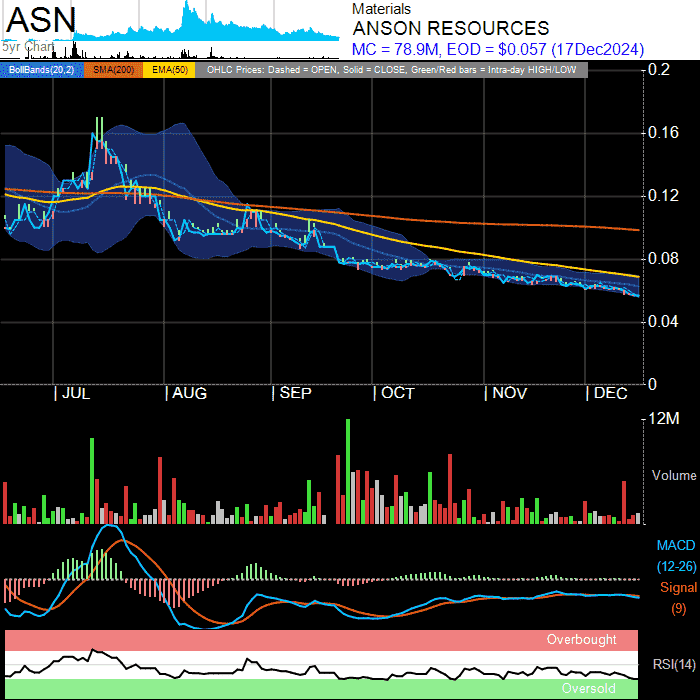 ASN
5yr Chart
Materials
ANSON RESOURCES
MC = 78.9M, EOD = $0.057 (17Dec2024)
BollBands(20,2) SMA(200) EMA(50) OHLC Prices: Dashed = OPEN, Solid = CLOSE, Green/Red bars = Intra-day HIGH/LOW
0.2
0.16
0.12
0.08
0.04
0
| JUL | AUG | SEP | OCT | NOV | DEC
12M
Volume
MACD
(12-26)
Signal
(9)
Overbought
RSI(14)
Oversold